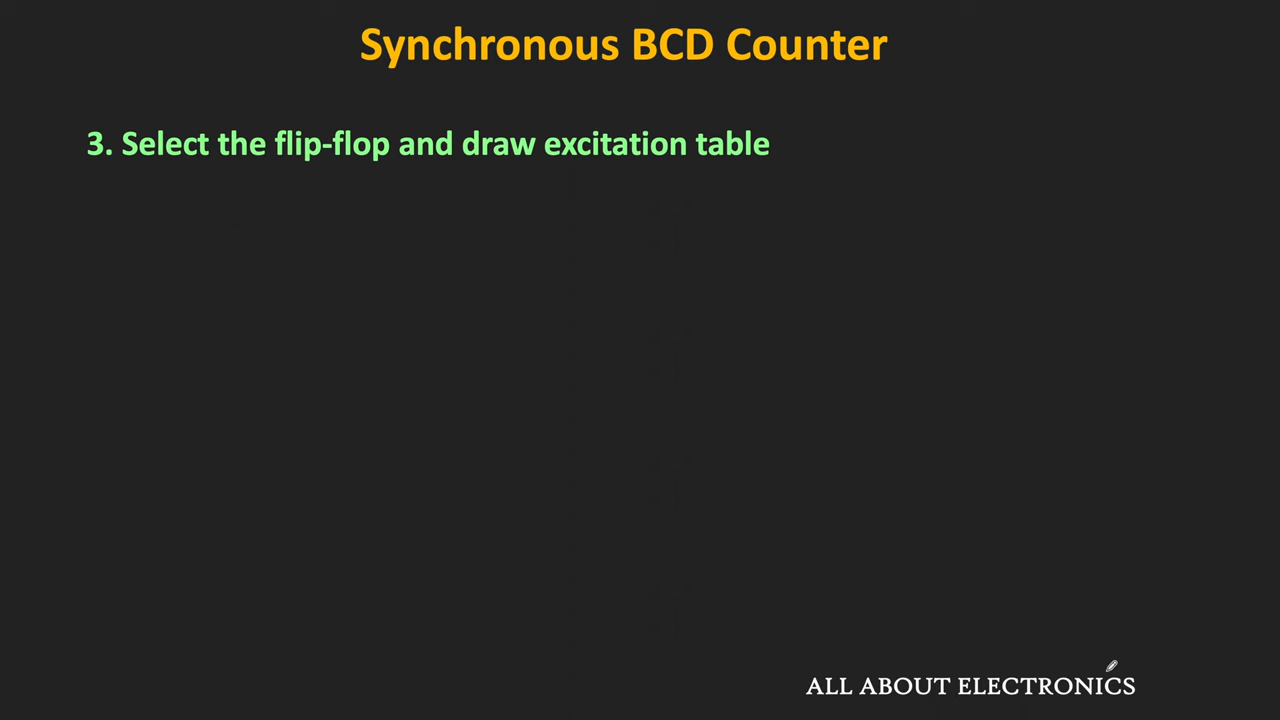 Synchronous BCD Counter
3. Select the flip-flop and draw excitation table
ALL ABOUT ELECTRONICS